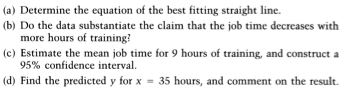 (a) Determine the equation of the best fitting straight line.
(b) Do the data substantiate the claim that the job time decreases with
more hours of training?
(c) Estimate the mean job time for 9 hours of training, and construct a
95% confidence interval.
(d) Find the predicted y for x = 35 hours, and comment on the result.